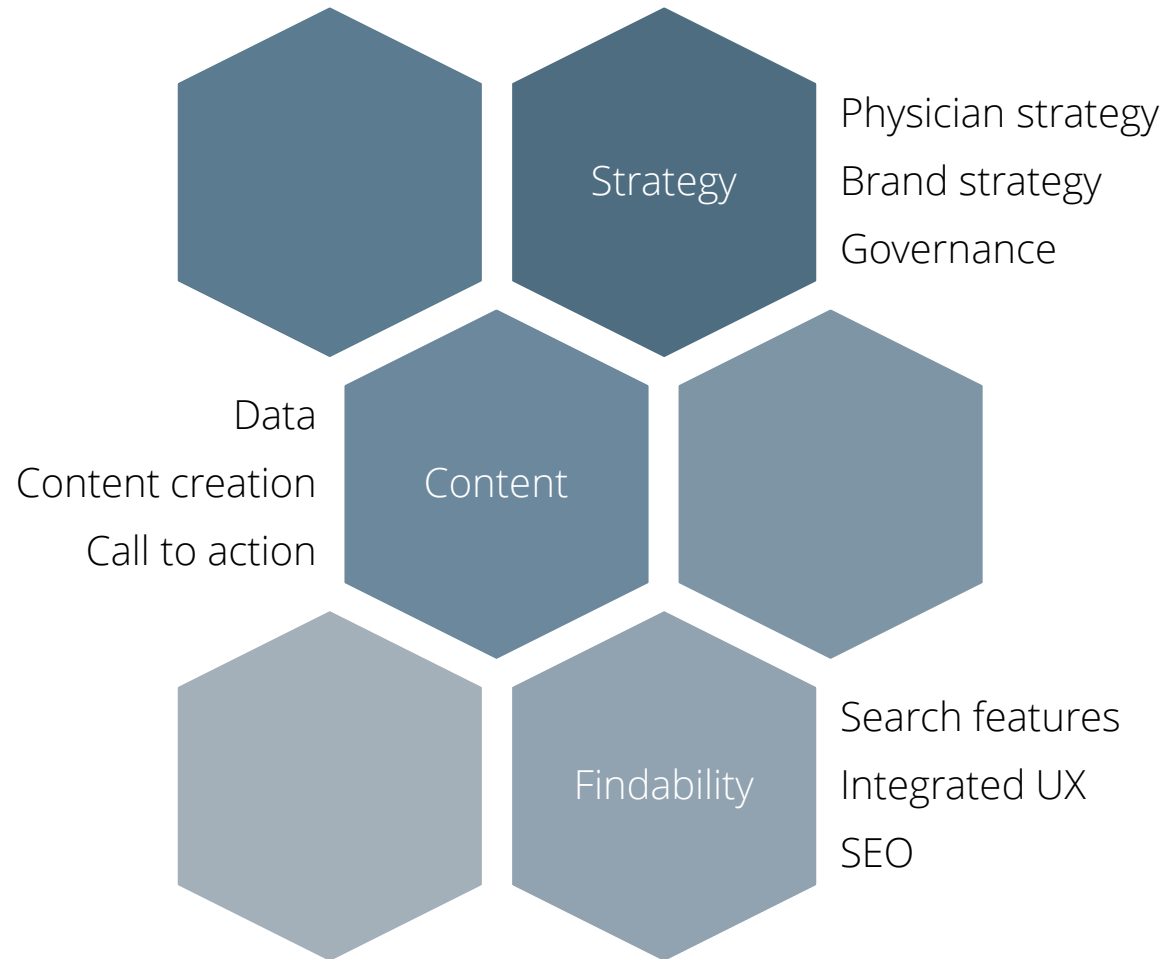 Strategy
Physician strategy
Brand strategy
Governance
Data
Content creation
Call to action
Content
Findability
Search features
Integrated UX
SEO